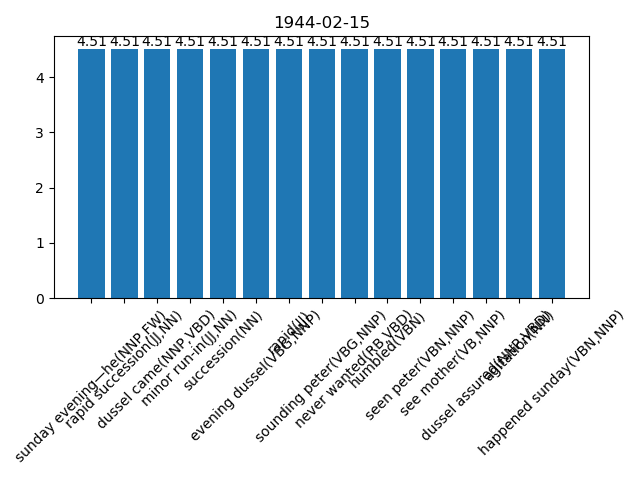 1944-02-15
4.51 4.51 4.51 4.51 4.51 4.51 4.51 4.51 4.51 4.51 4.51 4.51 4.51 4.51 4.51
4
3
2
1
0
sunday evening—he(NNP,FW)
rapid succession(JJ,NN)
dussel came(NNP,VBD)
minor run-in(JJ,NN)
succession(NN)
evening dussel(VBG,NNP)
rapid(JJ)
sounding peter(VBG,NNP)
never wanted(RB,VBD)
humbled(VBN)
seen peter(VBN,NNP)
see mother(VB,NNP)
dussel assured(NNP,VBD)
agitation(NN)
happened sunday(VBN,NNP)